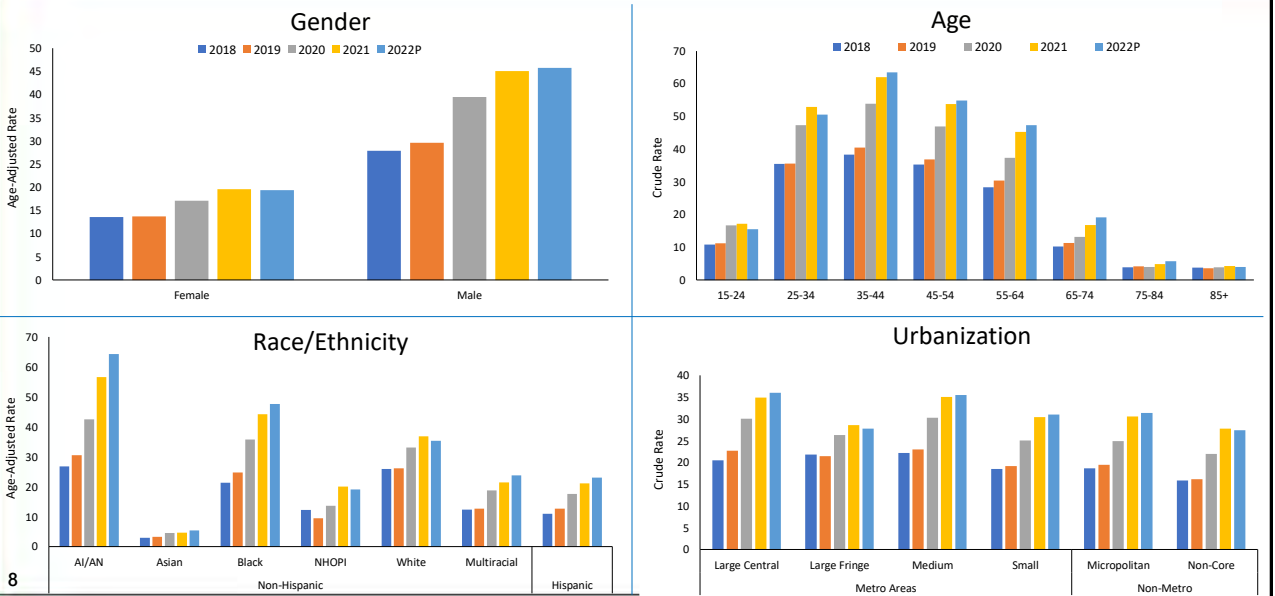 Gender
2018 2019 2020 2021 2022P
Age-Adjusted Rate
50
45
40
35
30
25
20
15
10
5
0
Female Male
Age
2018 2019 2020 2021 2022P
Crude Rate
70
60
50
40
30
20
10
0
15-24 25-34 35-44 45-54 55-64 65-74 75-84 85+
Race/Ethnicity
Age-Adjusted Rate
70
60
50
40
30
20
10
0
AI/AN Asian Black NHOPI White Multiracial
Non-Hispanic Hispanic
8
Urbanization
Crude Rate
40
35
30
25
20
15
10
5
0
Large Central Large Fringe Medium Small Micropolitan Non-Core
Metro Areas Non-Metro